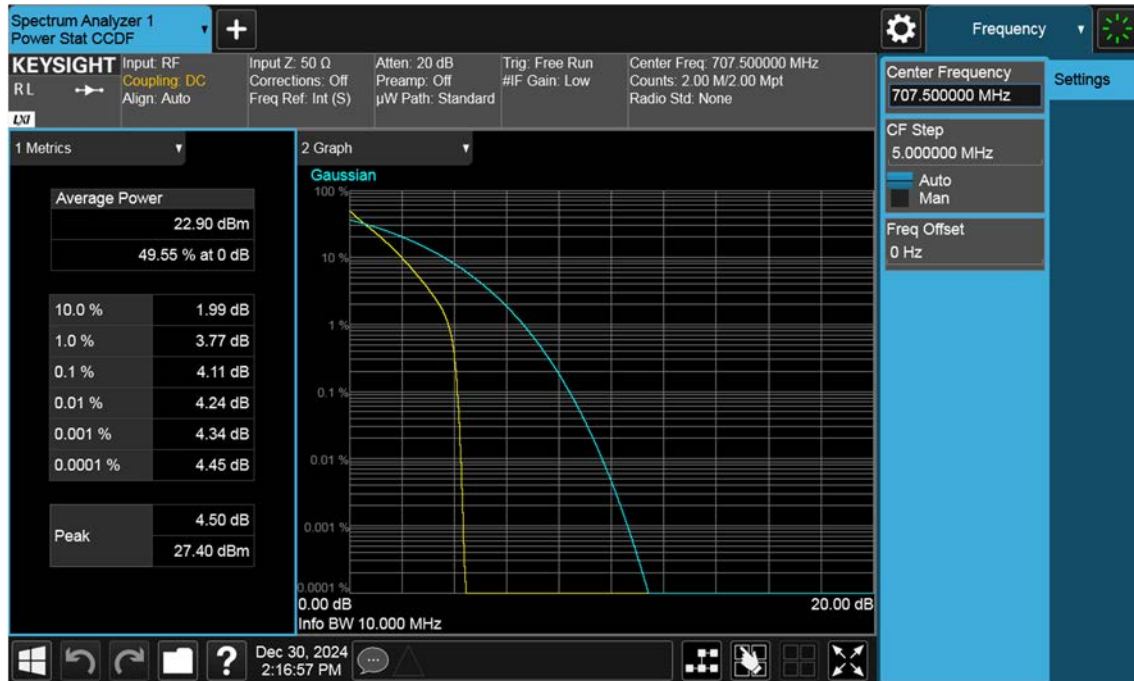 Spectrum Analyzer 1
Power Stat CCDF
+
Frequency
KEYSIGHT
RL
LXI
Input: RF
Coupling: DC
Align: Auto
Input Z: 50 Ω
Corrections: Off
Freq Ref: Int (S)
Atten: 20 dB
Preamp: Off
µW Path: Standard
Trig: Free Run
#IF Gain: Low
Center Freq: 707.500000 MHz
Counts: 2.00 M/2.00 Mpt
Radio Std: None
Center Frequency
707.500000 MHz
Settings
CF Step
5.000000 MHz
Auto
Man
Freq Offset
0 Hz
1 Metrics
Average Power
22.90 dBm
49.55 % at 0 dB
10.0 % 1.99 dB
1.0 % 3.77 dB
0.1 % 4.11 dB
0.01 % 4.24 dB
0.001 % 4.34 dB
0.0001 % 4.45 dB
Peak 4.50 dB
27.40 dBm
2 Graph
Gaussian
100 %
10 %
1 %
0.1 %
0.01 %
0.001 %
0.0001 %
0.00 dB 20.00 dB
Info BW 10.000 MHz
?
Dec 30, 2024
2:16:57 PM